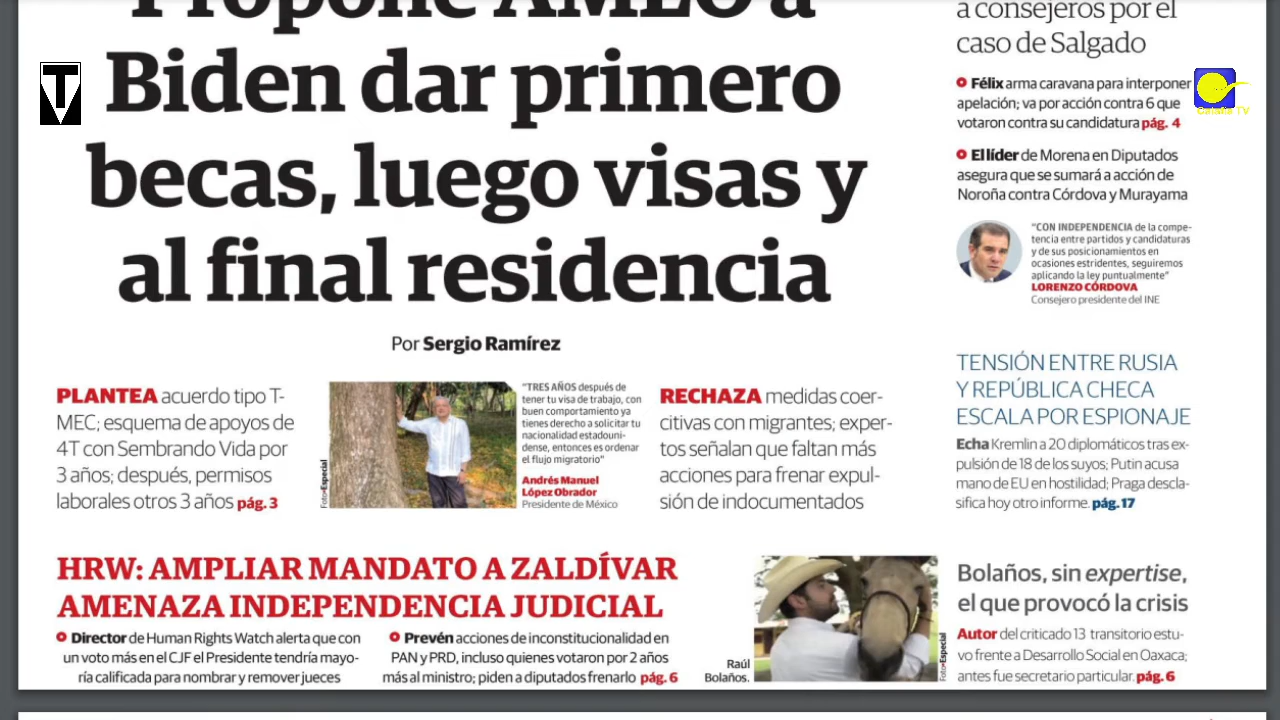 Propone AMLO a
Biden dar primero
becas, luego visas y
al final residencia
Por Sergio Ramírez
PLANTEA acuerdo tipo T-
MEC; esquema de apoyos de
4T con Sembrando Vida por
3 años; después, permisos
laborales otros 3 años pág. 3
Foto•Especial
"TRES AÑOS después de
tener tu visa de trabajo, con
buen comportamiento ya
tienes derecho a solicitar tu
nacionalidad estadouni-
dense, entonces es ordenar
el flujo migratorio"
Andrés Manuel
López Obrador
Presidente de México
RECHAZA medidas coer-
citivas con migrantes; exper-
tos señalan que faltan más
acciones para frenar expul-
sión de indocumentados
HRW: AMPLIAR MANDATO A ZALDÍVAR
AMENAZA INDEPENDENCIA JUDICIAL
Director de Human Rights Watch alerta que con
un voto más en el CJF el Presidente tendría mayo-
ría calificada para nombrar y remover jueces
Prevén acciones de inconstitucionalidad en
PAN y PRD, incluso quienes votaron por 2 años
más al ministro; piden a diputados frenarlo pág. 6
Raúl
Bolaños.
Foto•Especial
a consejeros por el
caso de Salgado
Félix arma caravana para interponer
apelación; va por acción contra 6 que
votaron contra su candidatura pág. 4
El líder de Morena en Diputados
asegura que se sumará a acción de
Noroña contra Córdova y Murayama
"CON INDEPENDENCIA de la compe-
tencia entre partidos y candidaturas
y de sus posicionamientos en
ocasiones estridentes, seguiremos
aplicando la ley puntualmente"
LORENZO CÓRDOVA
Consejero presidente del INE
TENSIÓN ENTRE RUSIA
Y REPÚBLICA CHECA
ESCALA POR ESPIONAJE
Echa Kremlin a 20 diplomáticos tras ex-
pulsión de 18 de los suyos; Putin acusa
mano de EU en hostilidad; Praga descla-
sifica hoy otro informe. pág. 17
Bolaños, sin expertise,
el que provocó la crisis
Autor del criticado 13 transitorio estu-
vo frente a Desarrollo Social en Oaxaca;
antes fue secretario particular. pág. 6